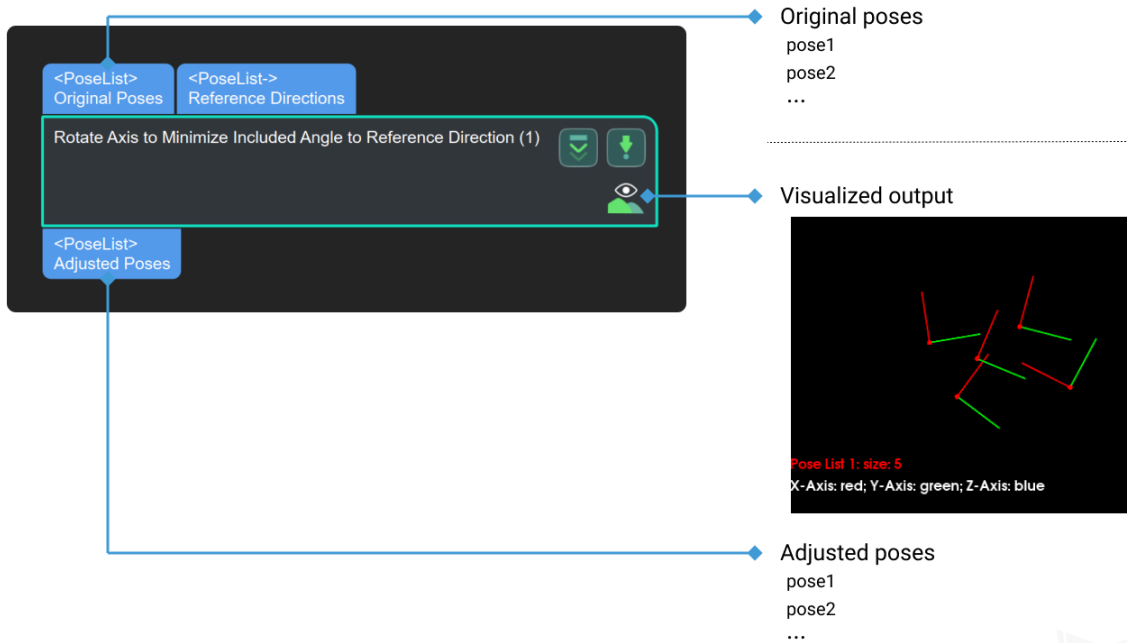 Original poses
pose1
pose2
...
<PoseList>
Original Poses
<PoseList->
Reference Directions
Rotate Axis to Minimize Included Angle to Reference Direction (1)
Visualized output
<PoseList>
Adjusted Poses
Pose List 1: size: 5
X-Axis: red; Y-Axis: green; Z-Axis: blue
Adjusted poses
pose1
pose2
...